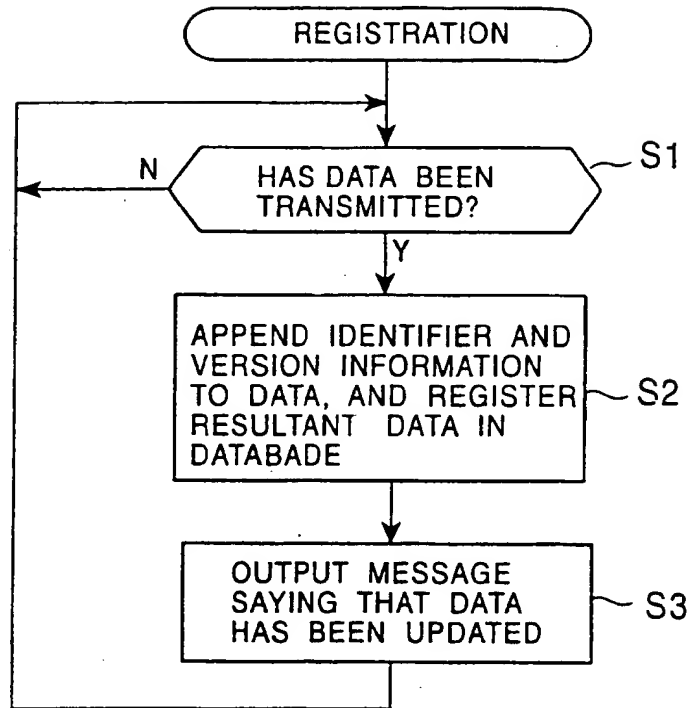 REGISTRATION
N
HAS DATA BEEN
TRANSMITTED?
S1
Y
APPEND IDENTIFIER AND
VERSION INFORMATION
TO DATA, AND REGISTER
RESULTANT DATA IN
DATABADE
S2
OUTPUT MESSAGE
SAYING THAT DATA
HAS BEEN UPDATED
S3